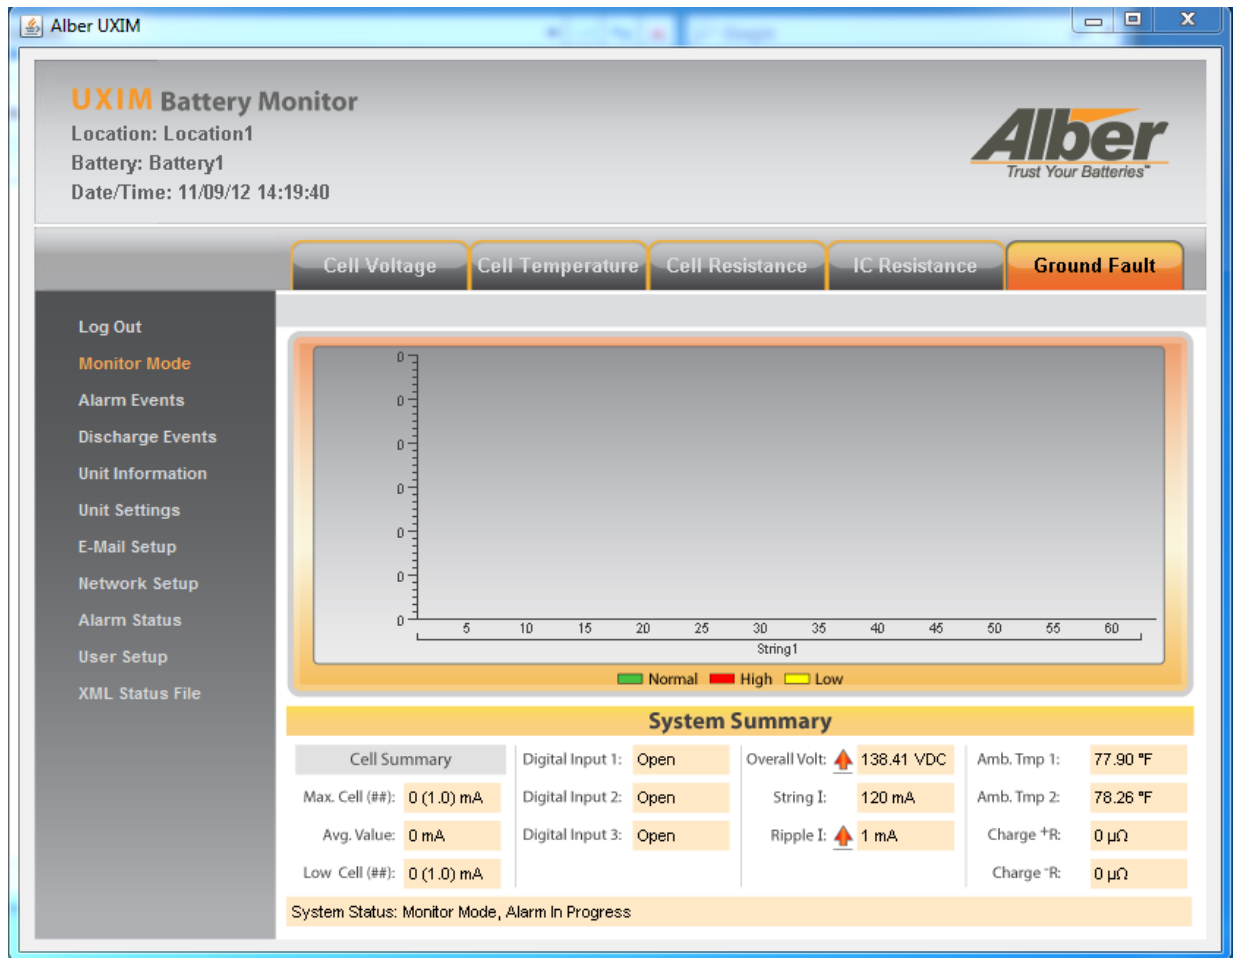 Alber UXIM
UXIM Battery Monitor
Location: Location1
Battery: Battery1
Date/Time: 11/09/12 14:19:40
Alber
Trust Your Batteries™
Cell Voltage Cell Temperature Cell Resistance IC Resistance Ground Fault
Log Out
Monitor Mode
Alarm Events
Discharge Events
Unit Information
Unit Settings
E-Mail Setup
Network Setup
Alarm Status
User Setup
XML Status File
0
0
0
0
0
0
0
5 10 15 20 25 30 35 40 45 50 55 60
String1
Normal High Low
System Summary
Cell Summary Digital Input 1: Open Overall Volt: 138.41 VDC Amb. Tmp 1: 77.90 °F
Max. Cell (##): 0 (1.0) mA Digital Input 2: Open String I: 120 mA Amb. Tmp 2: 78.26 °F
Avg. Value: 0 mA Digital Input 3: Open Ripple I: 1 mA Charge +R: 0 µΩ
Low Cell (##): 0 (1.0) mA Charge -R: 0 µΩ
System Status: Monitor Mode, Alarm In Progress